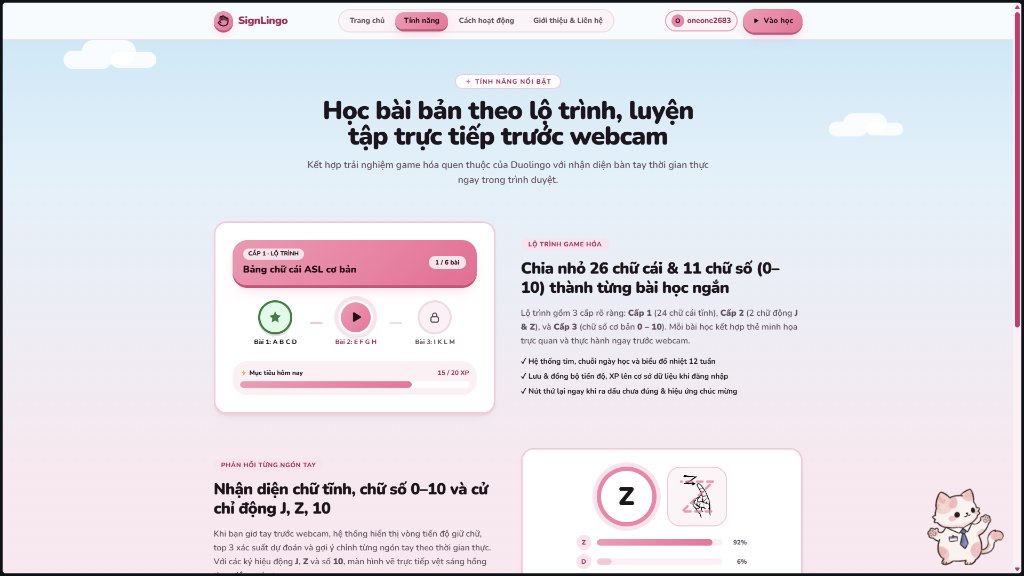 SignLingo
Trang chủ
Tính năng
Cách hoạt động
Giới thiệu & Liên hệ
O
oneone2683
▶ Vào học
+ TÍNH NĂNG NỔI BẬT
Học bài bản theo lộ trình, luyện
tập trực tiếp trước webcam
Kết hợp trải nghiệm game hóa quen thuộc của Duolingo với nhận diện bàn tay thời gian thực
ngay trong trình duyệt.
CẤP 1 · LỘ TRÌNH
Bảng chữ cái ASL cơ bản
1 / 6 bài
Bài 1: A B C D
Bài 2: E F G H
Bài 3: I K L M
⚡ Mục tiêu hôm nay
15 / 20 XP
LỘ TRÌNH GAME HÓA
Chia nhỏ 26 chữ cái & 11 chữ số (0–
10) thành từng bài học ngắn
Lộ trình gồm 3 cấp rõ ràng: Cấp 1 (24 chữ cái tĩnh), Cấp 2 (2 chữ động J
& Z), và Cấp 3 (chữ số cơ bản 0 – 10). Mỗi bài học kết hợp thẻ minh họa
trực quan và thực hành ngay trước webcam.
✓ Hệ thống tim, chuỗi ngày học và biểu đồ nhiệt 12 tuần
✓ Lưu & đồng bộ tiến độ, XP lên cơ sở dữ liệu khi đăng nhập
✓ Nút thử lại ngay khi ra dấu chưa đúng & hiệu ứng chúc mừng
PHẢN HỒI TỪNG NGÓN TAY
Nhận diện chữ tĩnh, chữ số 0–10 và cử
chỉ động J, Z, 10
Khi bạn giơ tay trước webcam, hệ thống hiển thị vòng tiến độ giữ chữ,
top 3 xác suất dự đoán và gợi ý chỉnh từng ngón tay theo thời gian thực.
Với các ký hiệu động J, Z và số 10, màn hình vẽ trực tiếp vệt sáng hồng
Z
Z
Z
92%
D
6%